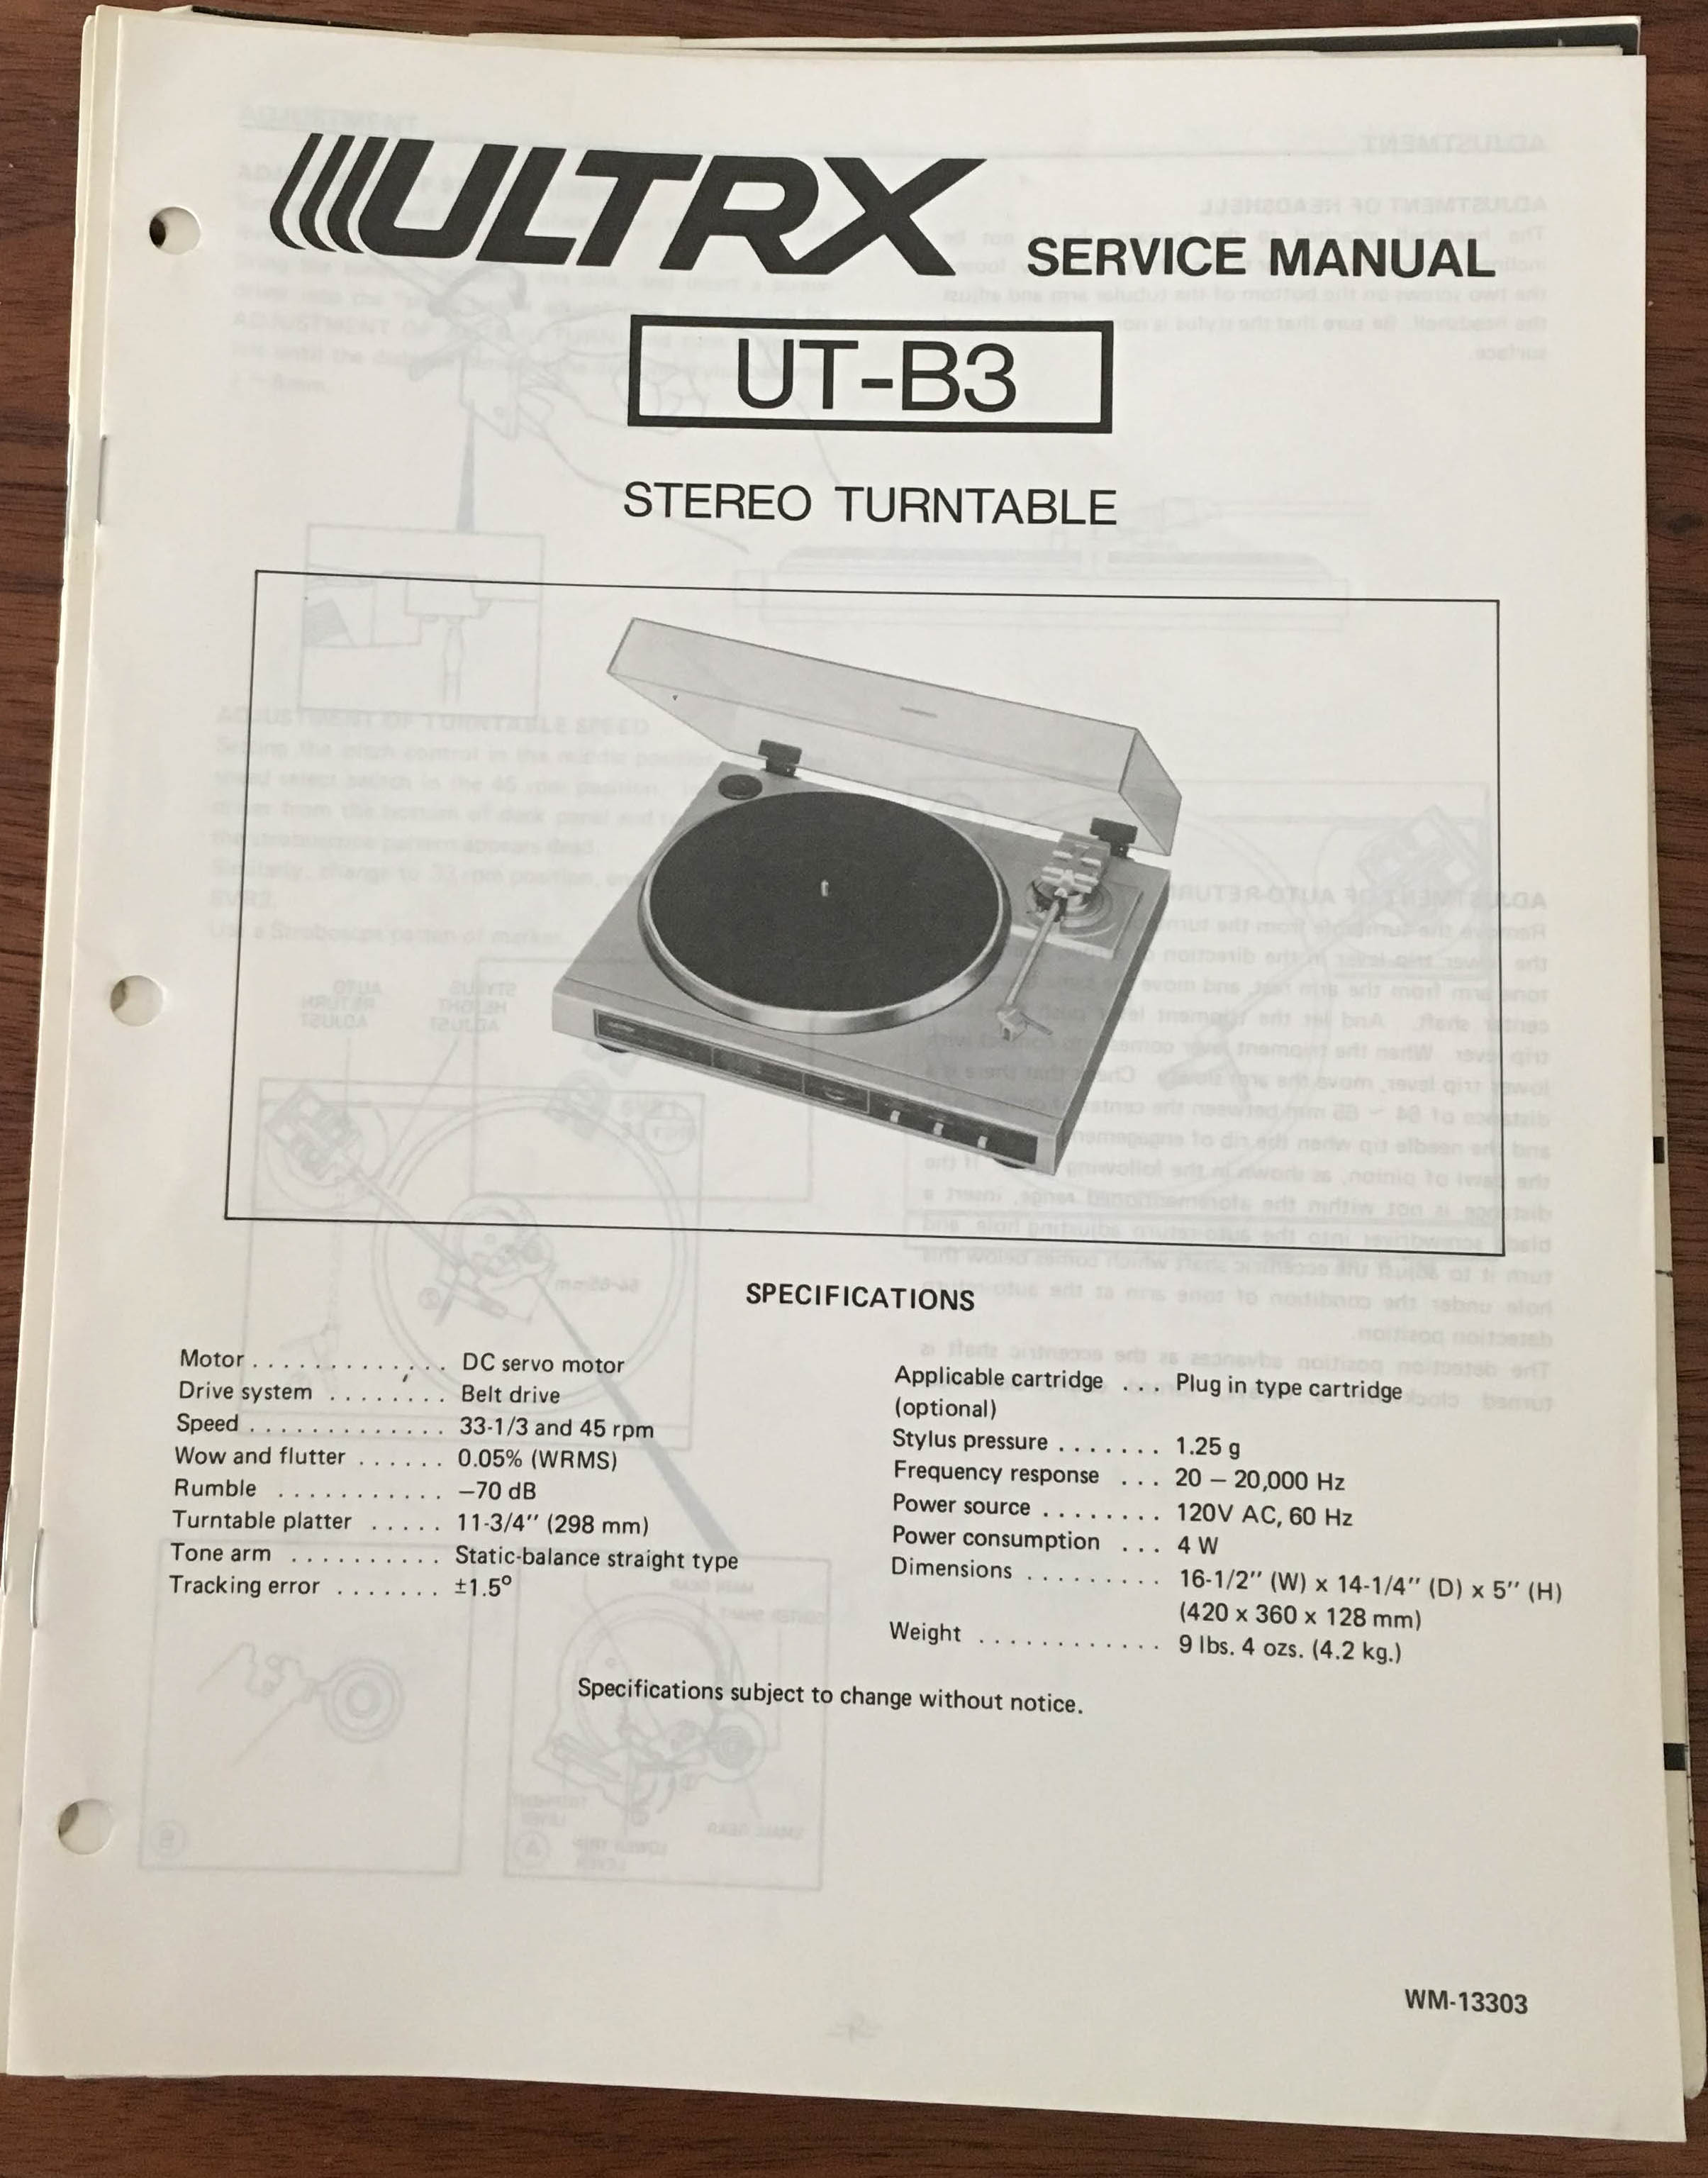 ULTRX SERVICE MANUAL
UT-B3
STEREO TURNTABLE
SPECIFICATIONS
Motor . . . . . . . . . . . . . DC servo motor
Drive system . . . . . . . . Belt drive
Speed . . . . . . . . . . . . . 33-1/3 and 45 rpm
Wow and flutter . . . . . . 0.05% (WRMS)
Rumble . . . . . . . . . . . −70 dB
Turntable platter . . . . . 11-3/4″ (298 mm)
Tone arm . . . . . . . . . . Static-balance straight type
Tracking error . . . . . . . ±1.5°
Applicable cartridge . . . Plug in type cartridge
(optional)
Stylus pressure . . . . . . . 1.25 g
Frequency response . . . 20 – 20,000 Hz
Power source . . . . . . . . 120V AC, 60 Hz
Power consumption . . . 4 W
Dimensions . . . . . . . . . 16-1/2″ (W) x 14-1/4″ (D) x 5″ (H)
(420 x 360 x 128 mm)
Weight . . . . . . . . . . . . 9 lbs. 4 ozs. (4.2 kg.)
Specifications subject to change without notice.
WM-13303